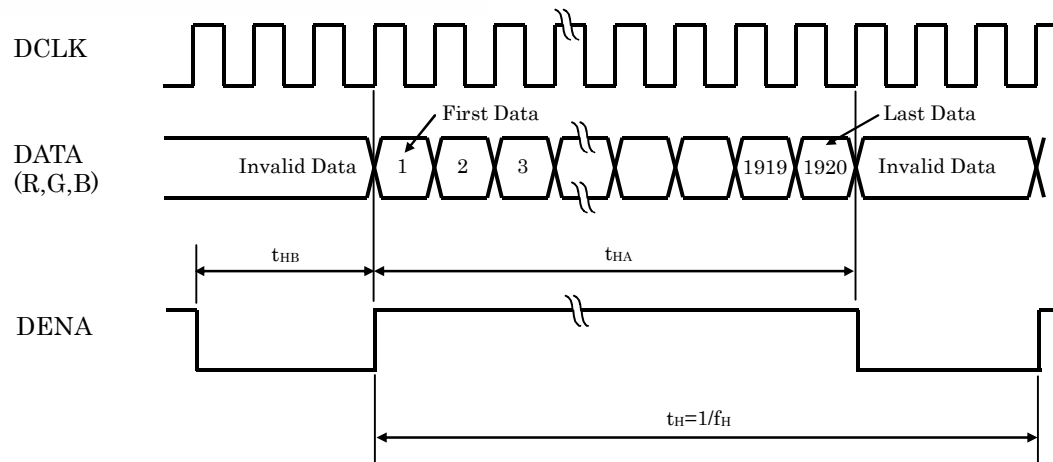 DCLK
First Data
Last Data
DATA
(R,G,B)
Invalid Data
1
2
3
1919
1920
Invalid Data
tHB
tHA
DENA
tH=1/fH